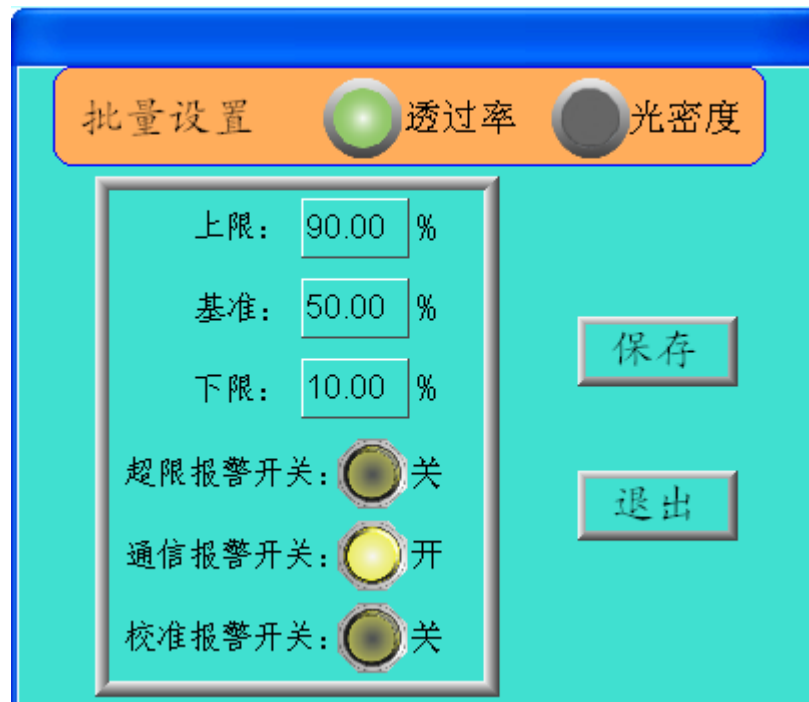 批量设置 透过率 光密度
上限: 90.00 %
基准: 50.00 %
下限: 10.00 %
超限报警开关: 关
通信报警开关: 开
校准报警开关: 关
保存
退出